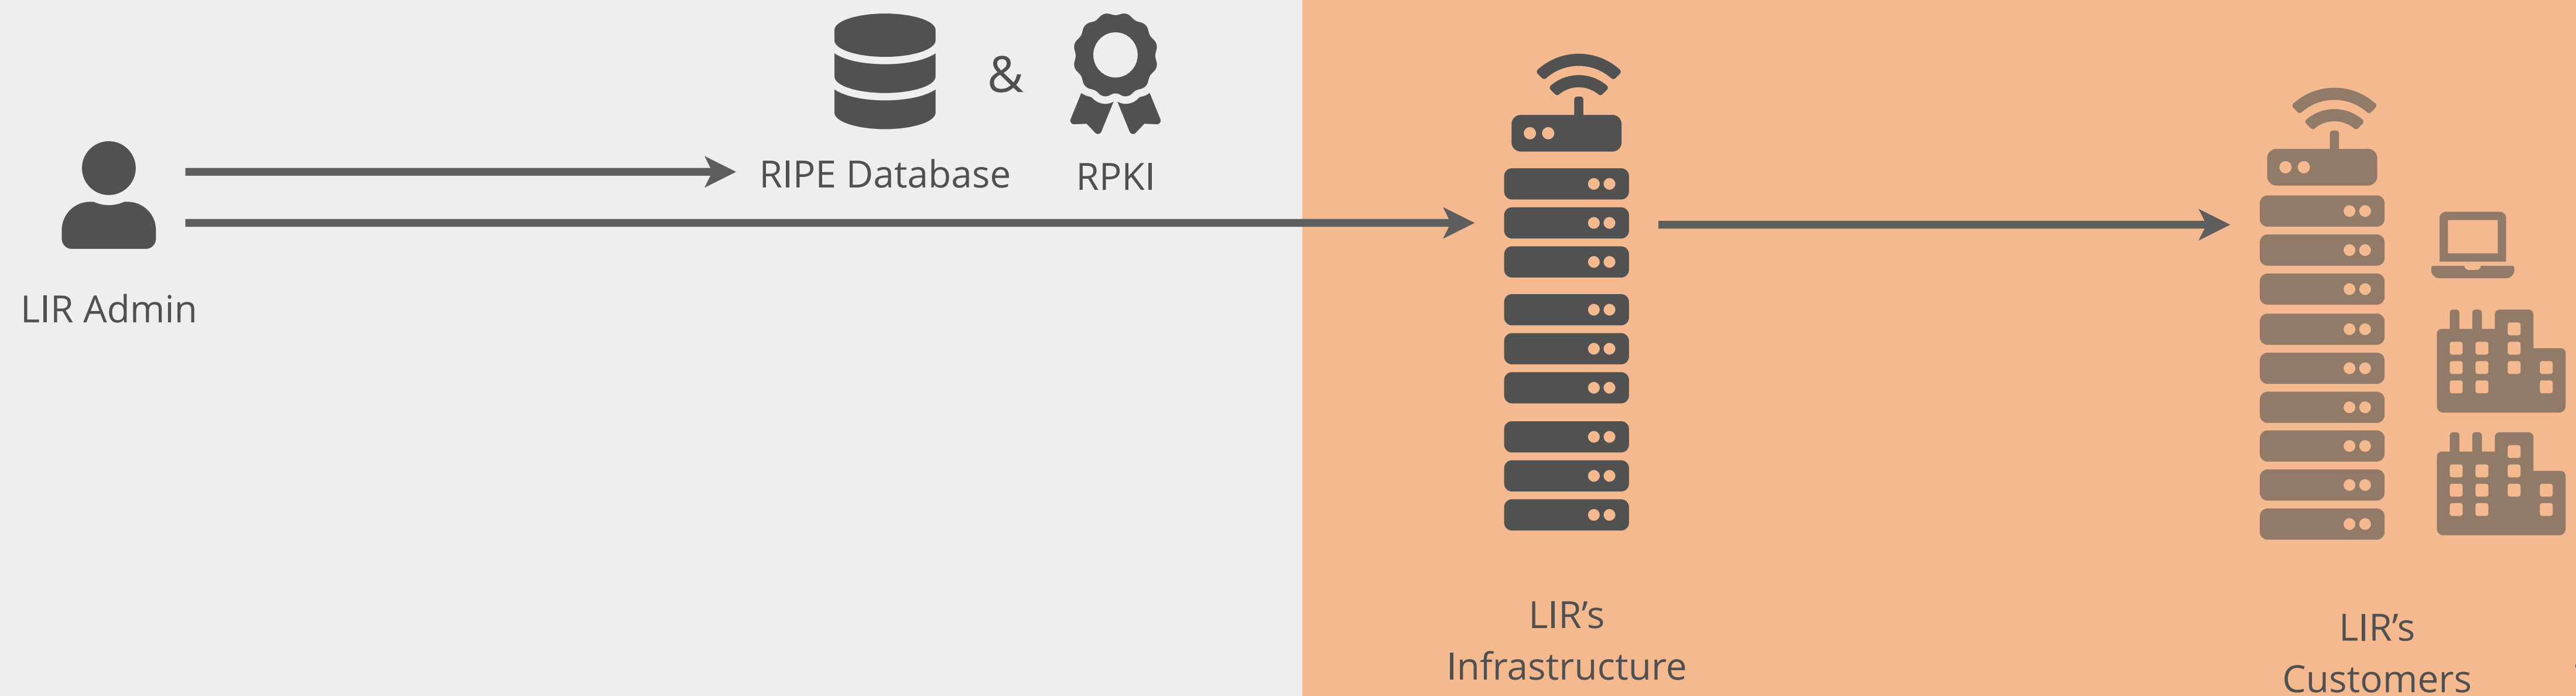 &
RIPE Database
RPKI
LIR Admin
LIR’s
Infrastructure
LIR’s
Customers